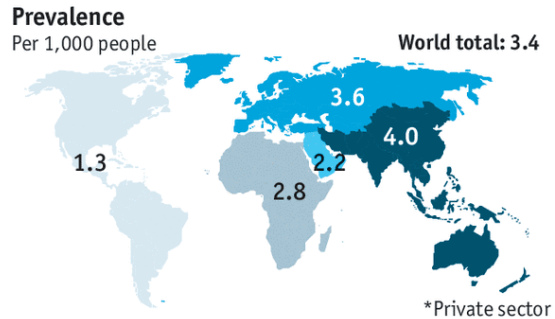 Prevalence
Per 1,000 people
World total: 3.4
3.6
4.0
1.3
2.2
2.8
*Private sector